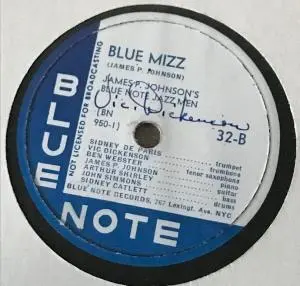 BLUE MIZZ
(JAMES P. JOHNSON)
JAMES P. JOHNSON'S
BLUE NOTE JAZZ MEN
Vic Dickenson
(BN
950-1)
32-B
SIDNEY DE PARIS trumpet
VIC DICKENSON trombone
BEN WEBSTER tenor saxophone
JAMES P. JOHNSON piano
ARTHUR SHIRLEY guitar
JOHN SIMMONS bass
SIDNEY CATLETT drums
BLUE NOTE RECORDS, 767 Lexingt. Ave. NYC
NOT LICENSED FOR BROADCASTING
BLUE
NOTE